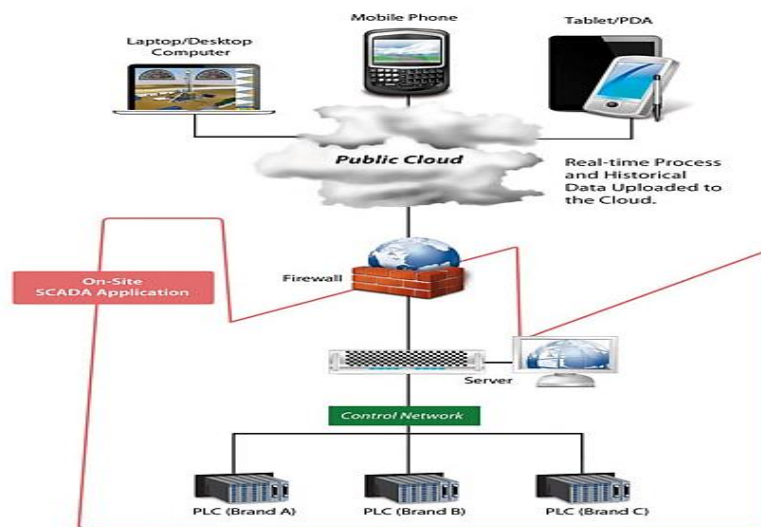 Mobile Phone
Tablet/PDA
Laptop/Desktop
Computer
Public Cloud
Real-time Process
and Historical
Data Uploaded to
the Cloud.
Firewall
On-Site
SCADA Application
Server
Control Network
PLC (Brand A)
PLC (Brand B)
PLC (Brand C)